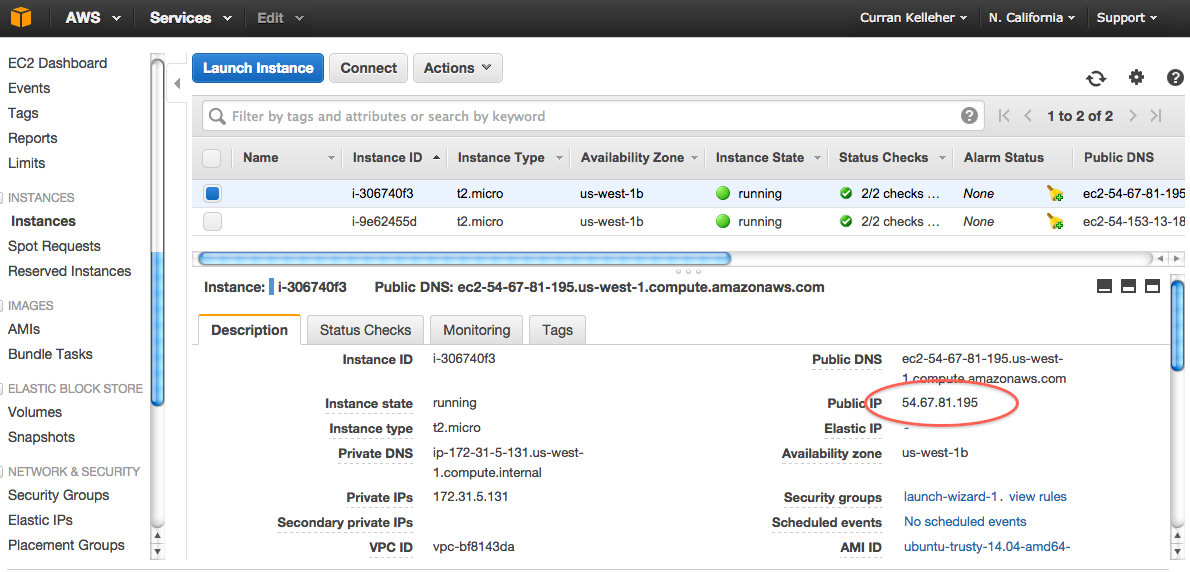 AWS Services Edit Curran Kelleher N. California Support
EC2 Dashboard
Events
Tags
Reports
Limits
INSTANCES
Instances
Spot Requests
Reserved Instances
IMAGES
AMIs
Bundle Tasks
ELASTIC BLOCK STORE
Volumes
Snapshots
NETWORK & SECURITY
Security Groups
Elastic IPs
Placement Groups
Launch Instance Connect Actions
Filter by tags and attributes or search by keyword 1 to 2 of 2
Name Instance ID Instance Type Availability Zone Instance State Status Checks Alarm Status Public DNS
i-306740f3 t2.micro us-west-1b running 2/2 checks … None ec2-54-67-81-195
i-9e62455d t2.micro us-west-1b running 2/2 checks … None ec2-54-153-13-18
Instance: i-306740f3 Public DNS: ec2-54-67-81-195.us-west-1.compute.amazonaws.com
Description Status Checks Monitoring Tags
Instance ID i-306740f3
Instance state running
Instance type t2.micro
Private DNS ip-172-31-5-131.us-west-
1.compute.internal
Private IPs 172.31.5.131
Secondary private IPs
VPC ID vpc-bf8143da
Public DNS ec2-54-67-81-195.us-west-
1.compute.amazonaws.com
Public IP 54.67.81.195
Elastic IP -
Availability zone us-west-1b
Security groups launch-wizard-1. view rules
Scheduled events No scheduled events
AMI ID ubuntu-trusty-14.04-amd64-